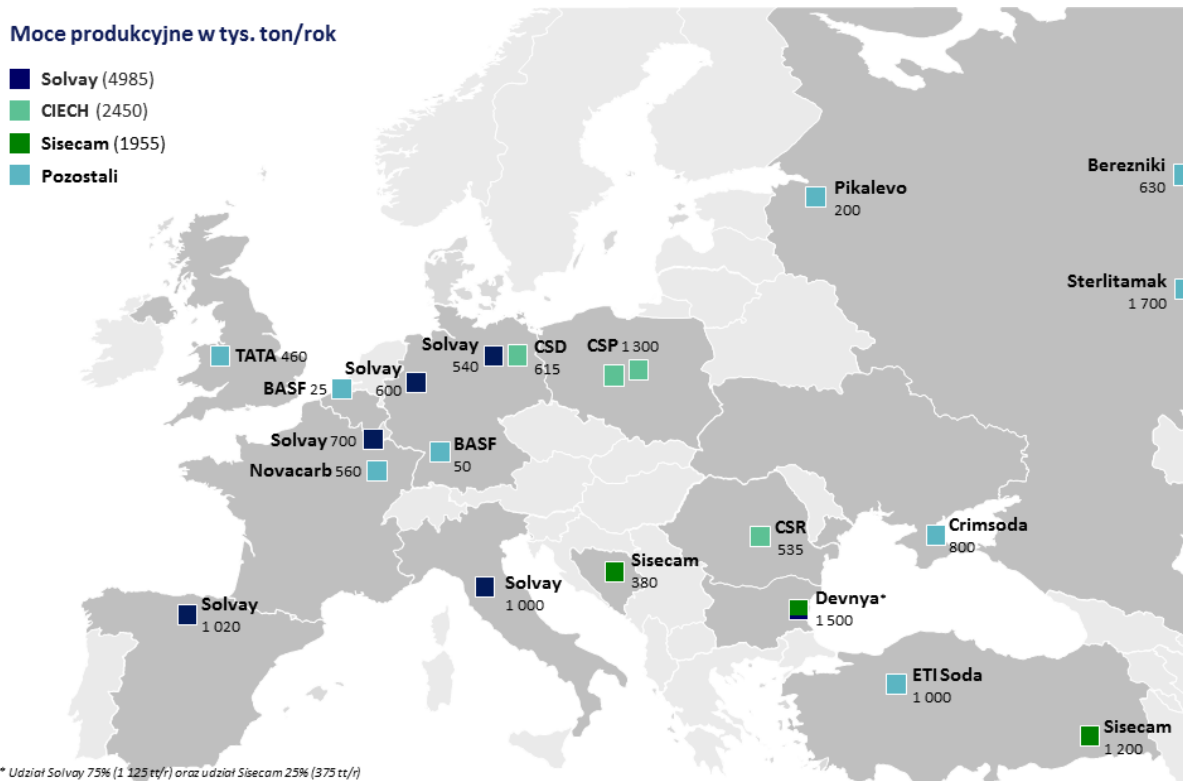 Moce produkcyjne w tys. ton/rok
Solvay (4985)
CIECH (2450)
Sisecam (1955)
Pozostali
Berezniki
630
Pikalevo
200
Sterlitamak
1 700
TATA 460
BASF 25
Solvay
600
Solvay
540
CSD
615
CSP 1 300
Solvay 700
Novacarb 560
BASF
50
CSR
535
Crimsoda
800
Sisecam
380
Solvay
1 000
Solvay
1 020
Devnya*
1 500
ETI Soda
1 000
Sisecam
1 200
* Udział Solvay 75% (1 125 tt/r) oraz udział Sisecam 25% (375 tt/r)